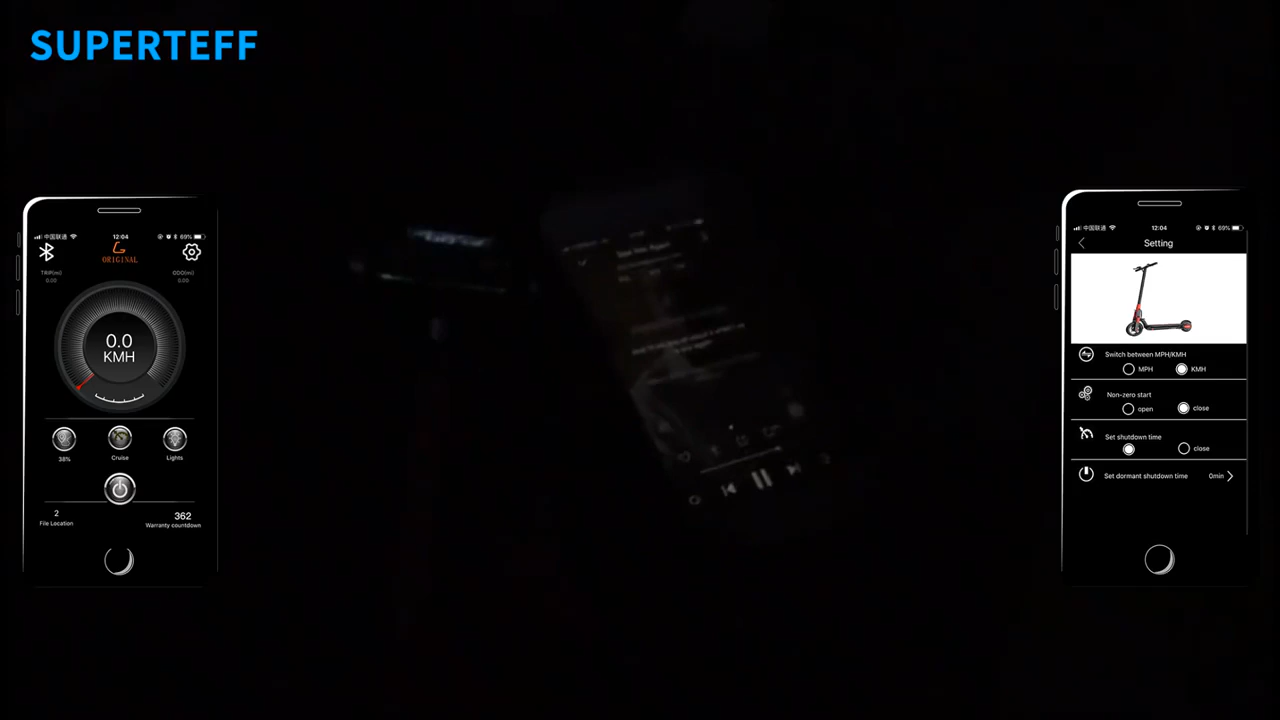 SUPERTEFF
中国联通 12:04 69%
ORIGINAL
TRIP(mi) ODO(mi)
0.00 0.00
0.0
KMH
38% Cruise Lights
2 362
File Location Warranty countdown
中国联通 12:04 69%
Setting
Switch between MPH/KMH
MPH KMH
Non-zero start
open close
Set shutdown time
close
Set dormant shutdown time 0min